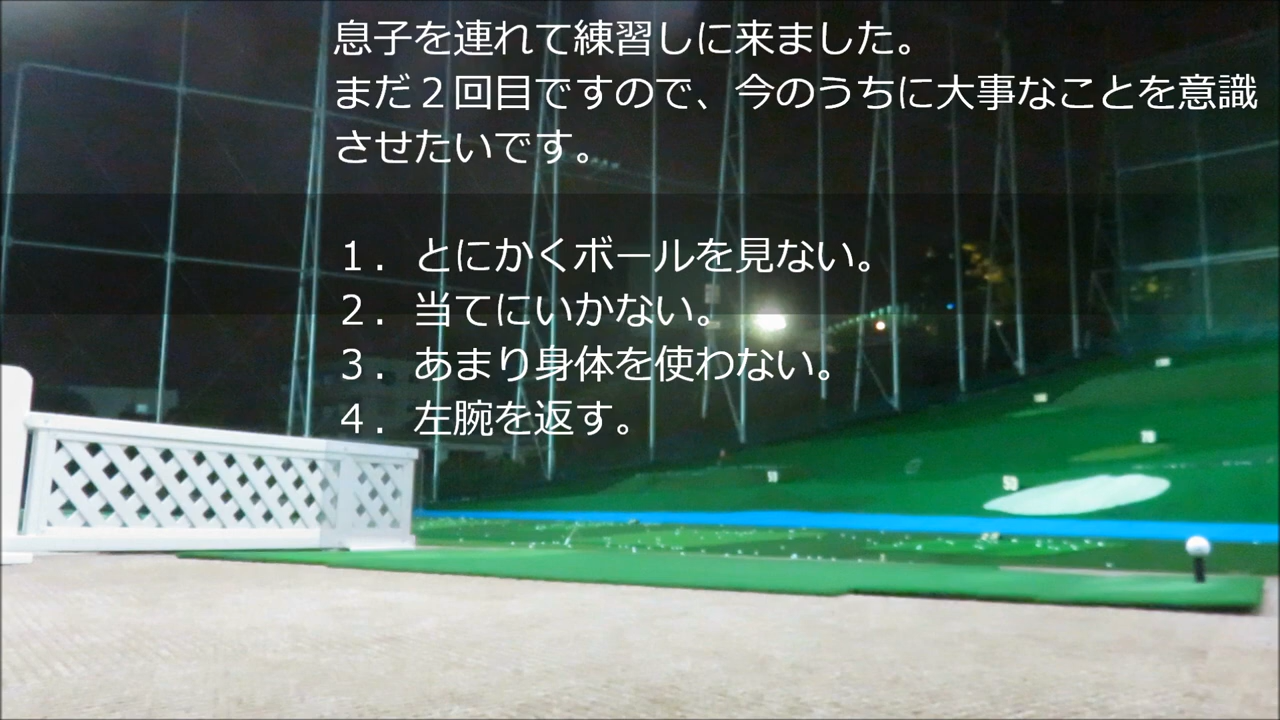 息子を連れて練習しに来ました。
まだ２回目ですので、今のうちに大事なことを意識
させたいです。
１．とにかくボールを見ない。
２．当てにいかない。
３．あまり身体を使わない。
４．左腕を返す。
50